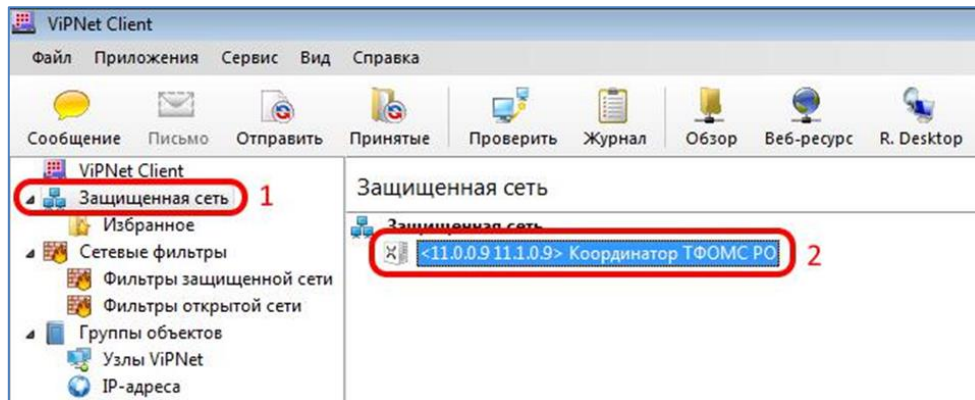 ViPNet Client
Файл Приложения Сервис Вид Справка
Сообщение Письмо Отправить Принятые Проверить Журнал Обзор Веб-ресурс R. Desktop
ViPNet Client
Защищенная сеть 1
Избранное
Сетевые фильтры
Фильтры защищенной сети
Фильтры открытой сети
Группы объектов
Узлы ViPNet
IP-адреса
Защищенная сеть
Защищенная сеть
<11.0.0.9 11.1.0.9> Координатор ТФОМС РО 2